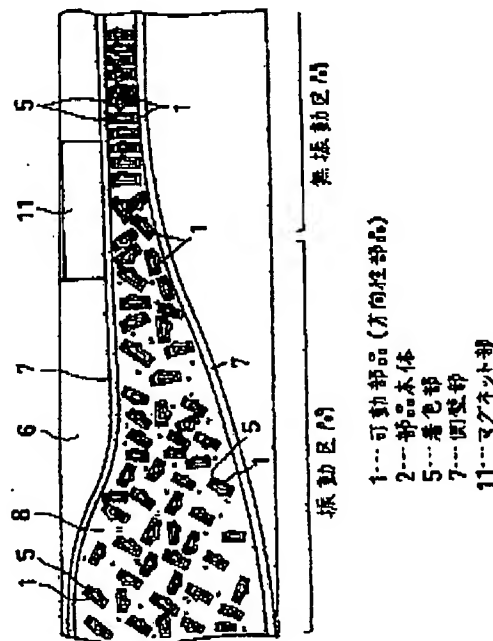 5
11
7
6
8
5
1
1
1
7
5
1
無振動区間
振動区間
1---可動部品(方向性部品)
2---部品本体
5---着色部
7---側壁部
11---マグネット部